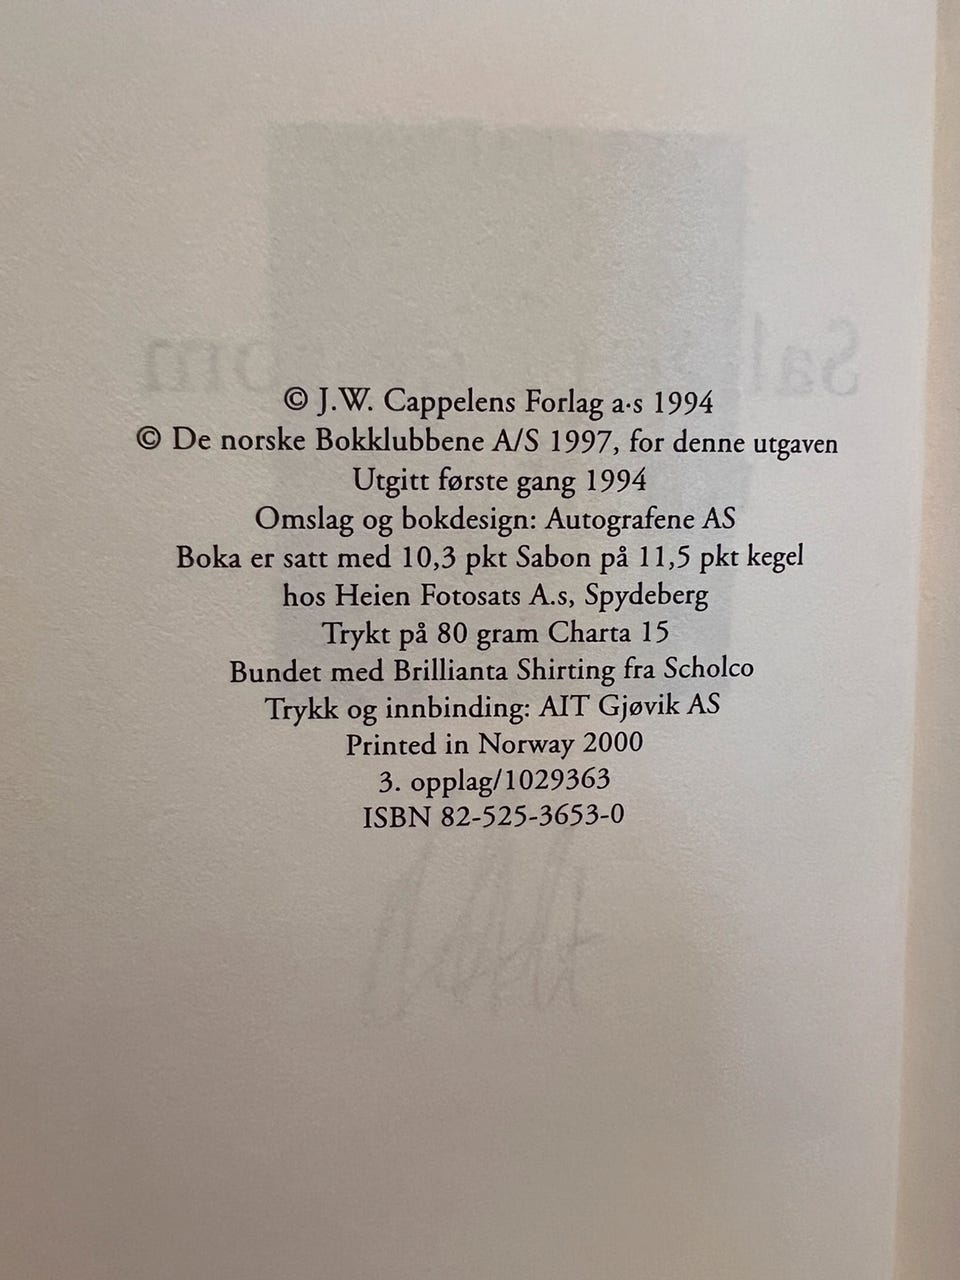 © J.W. Cappelens Forlag a·s 1994
© De norske Bokklubbene A/S 1997, for denne utgaven
Utgitt første gang 1994
Omslag og bokdesign: Autografene AS
Boka er satt med 10,3 pkt Sabon på 11,5 pkt kegel
hos Heien Fotosats A.s, Spydeberg
Trykt på 80 gram Charta 15
Bundet med Brillianta Shirting fra Scholco
Trykk og innbinding: AIT Gjøvik AS
Printed in Norway 2000
3. opplag/1029363
ISBN 82-525-3653-0